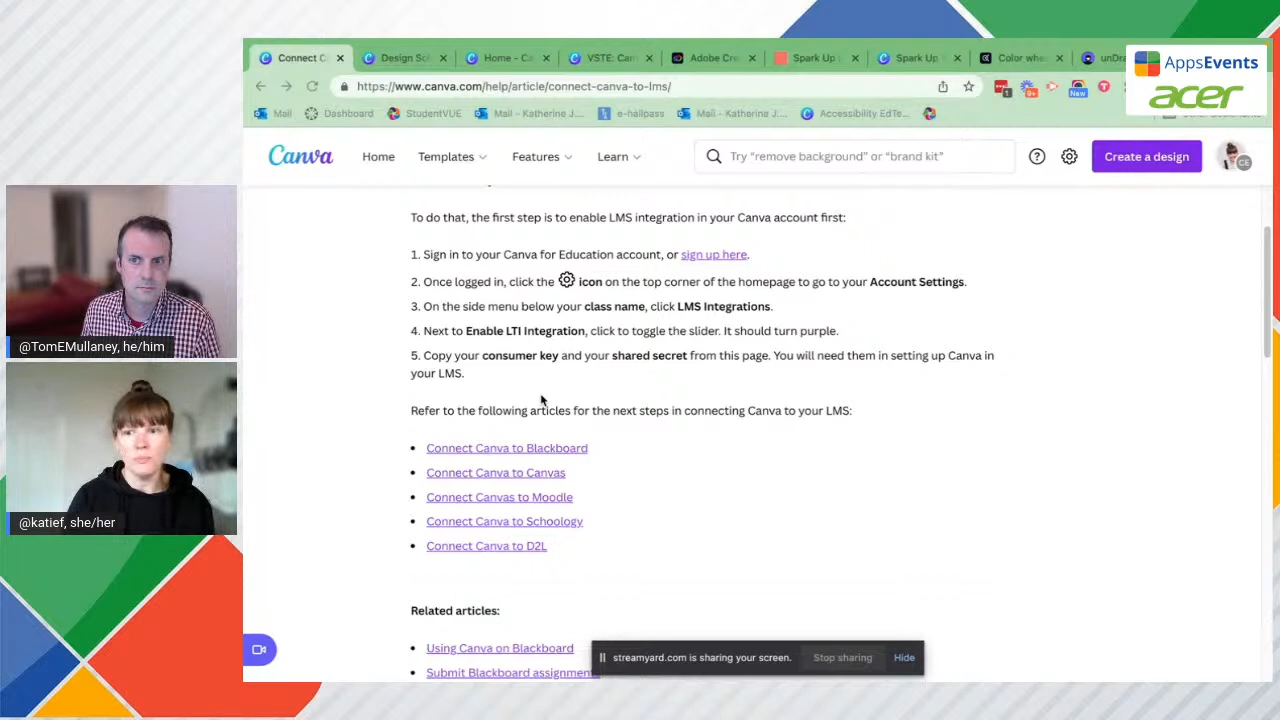 Connect C
Design Sc
Home - Ca
VSTE: Can
Adobe Cre
Spark Up
Spark Up
Color whe
unDra
AppsEvents
acer
https://www.canva.com/help/article/connect-canva-to-lms/
New
Mail
Dashboard
StudentVUE
Mail - Katherine J....
e-hallpass
Mail - Katherine J....
Accessibility EdTe...
Canva
Home
Templates
Features
Learn
Try “remove background” or “brand kit”
Create a design
CE
To do that, the first step is to enable LMS integration in your Canva account first:
1. Sign in to your Canva for Education account, or sign up here.
2. Once logged in, click the icon on the top corner of the homepage to go to your Account Settings.
3. On the side menu below your class name, click LMS Integrations.
4. Next to Enable LTI Integration, click to toggle the slider. It should turn purple.
5. Copy your consumer key and your shared secret from this page. You will need them in setting up Canva in
your LMS.
Refer to the following articles for the next steps in connecting Canva to your LMS:
• Connect Canva to Blackboard
• Connect Canva to Canvas
• Connect Canvas to Moodle
• Connect Canva to Schoology
• Connect Canva to D2L
Related articles:
• Using Canva on Blackboard
• Submit Blackboard assignmen
streamyard.com is sharing your screen.
Stop sharing
Hide
@TomEMullaney, he/him
@katief, she/her